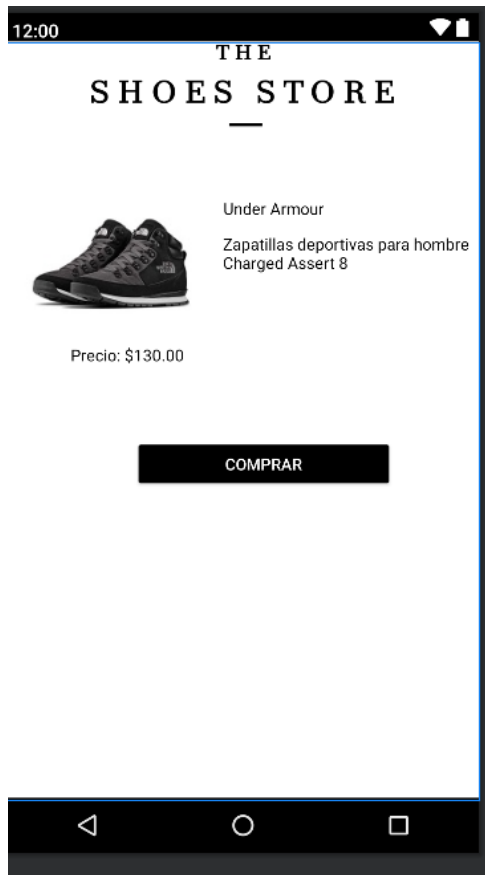 12:00
THE
SHOES STORE
Under Armour
Zapatillas deportivas para hombre
Charged Assert 8
Precio: $130.00
COMPRAR